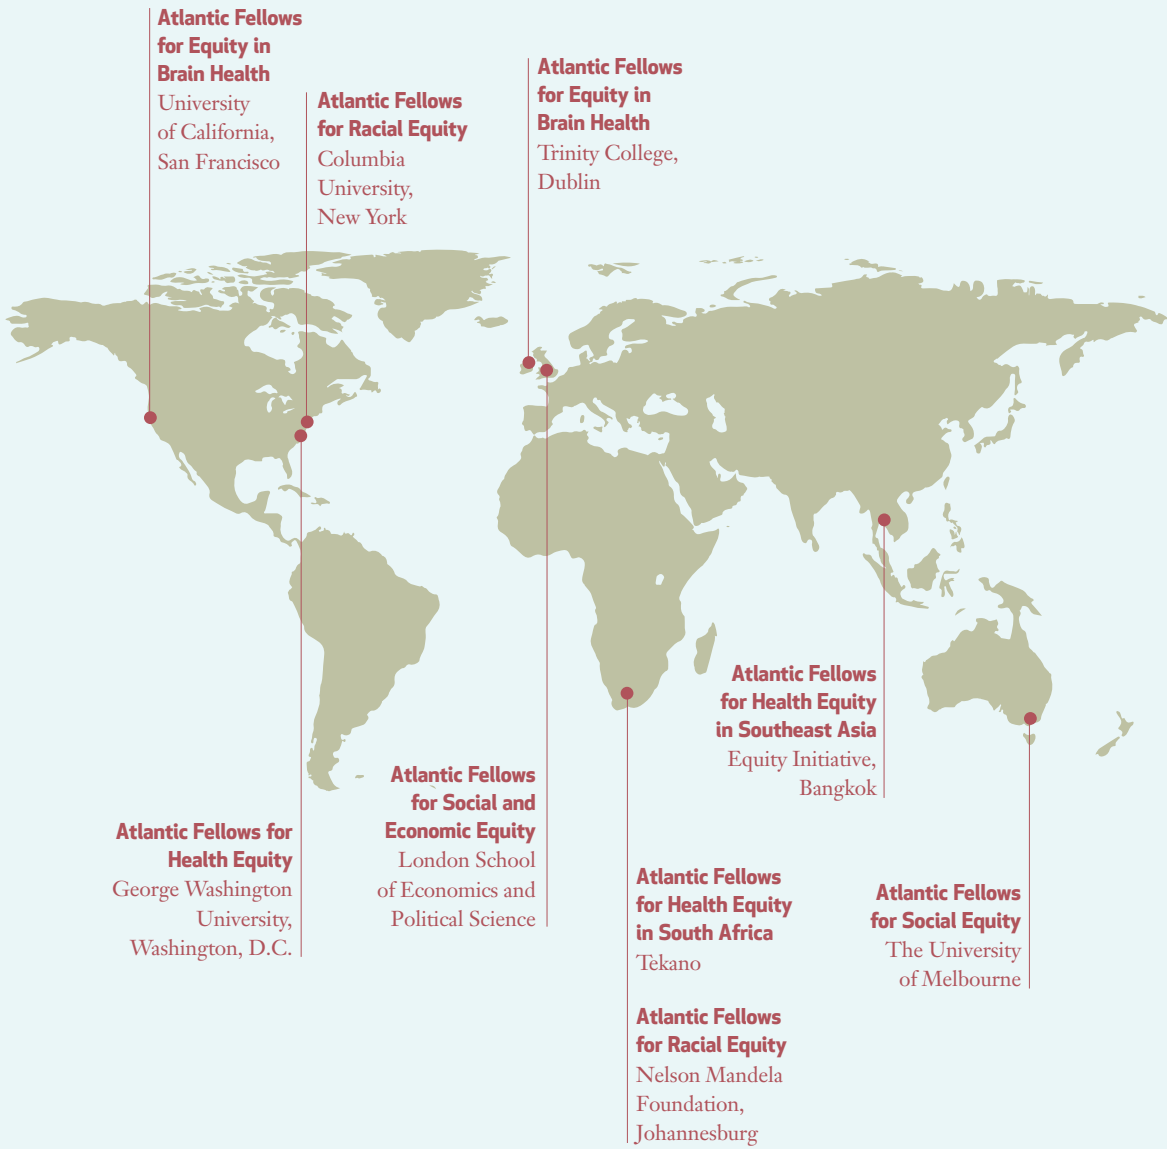 Atlantic Fellows
for Equity in
Brain Health
University
of California,
San Francisco
Atlantic Fellows
for Racial Equity
Columbia
University,
New York
Atlantic Fellows
for Equity in
Brain Health
Trinity College,
Dublin
Atlantic Fellows for
Health Equity
George Washington
University,
Washington, D.C.
Atlantic Fellows
for Social and
Economic Equity
London School
of Economics and
Political Science
Atlantic Fellows
for Health Equity
in South Africa
Tekano
Atlantic Fellows
for Racial Equity
Nelson Mandela
Foundation,
Johannesburg
Atlantic Fellows
for Health Equity
in Southeast Asia
Equity Initiative,
Bangkok
Atlantic Fellows
for Social Equity
The University
of Melbourne